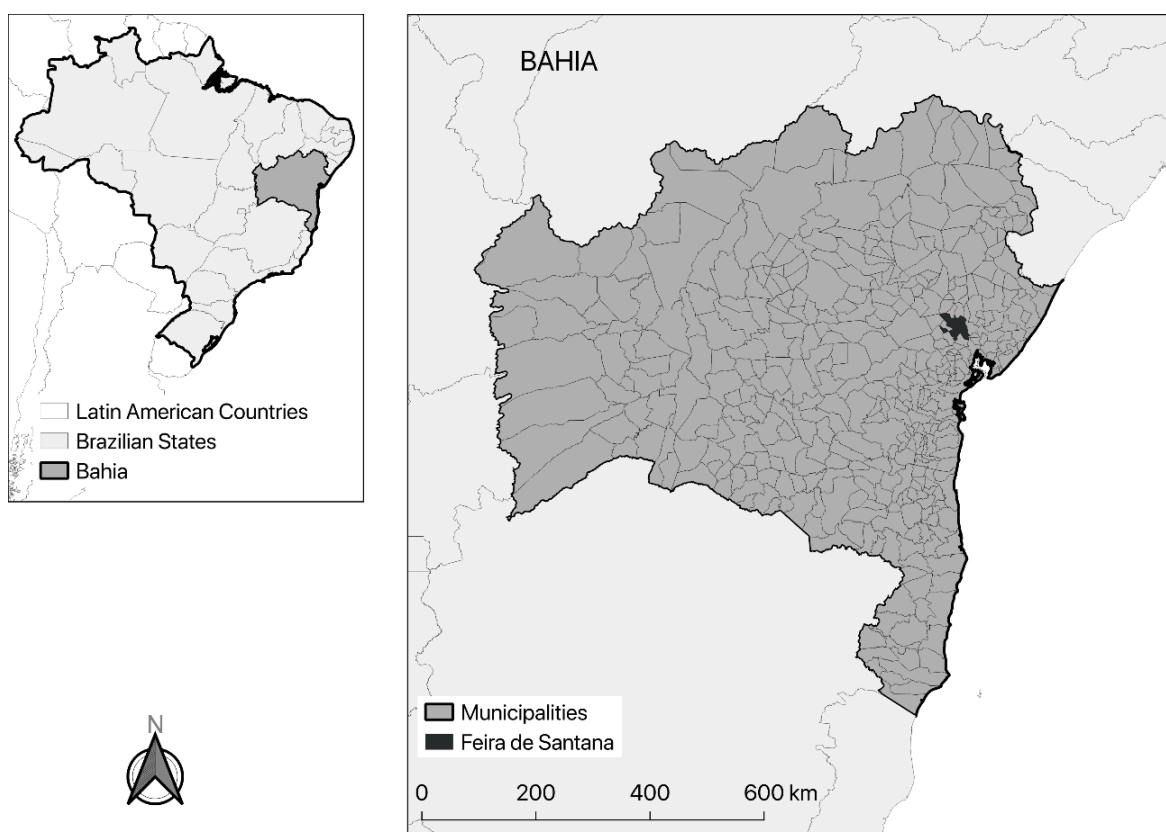 Latin American Countries
Brazilian States
Bahia
N
BAHIA
Municipalities
Feira de Santana
0 200 400 600 km